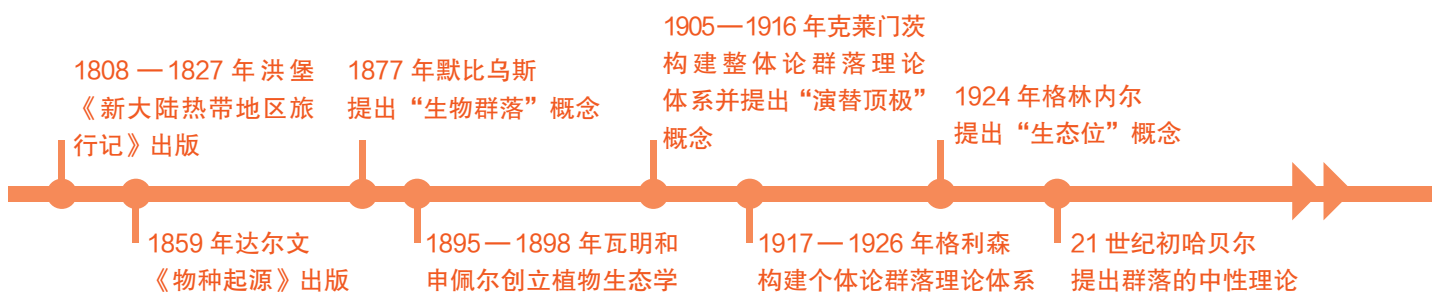 1808 —1827 年 洪 堡
《新大陆热带地区旅
行记》出版
1859 年达尔文
《物种起源》出版
1877 年默比乌斯
提出“生物群落”概念
1895—1898 年瓦明和
申佩尔创立植物生态学
1905—1916 年克莱门茨
构建整体论群落理论
体系并提出“演替顶极”
概念
1917—1926 年格利森
构建个体论群落理论体系
1924 年格林内尔
提出“生态位”概念
21 世纪初哈贝尔
提出群落的中性理论